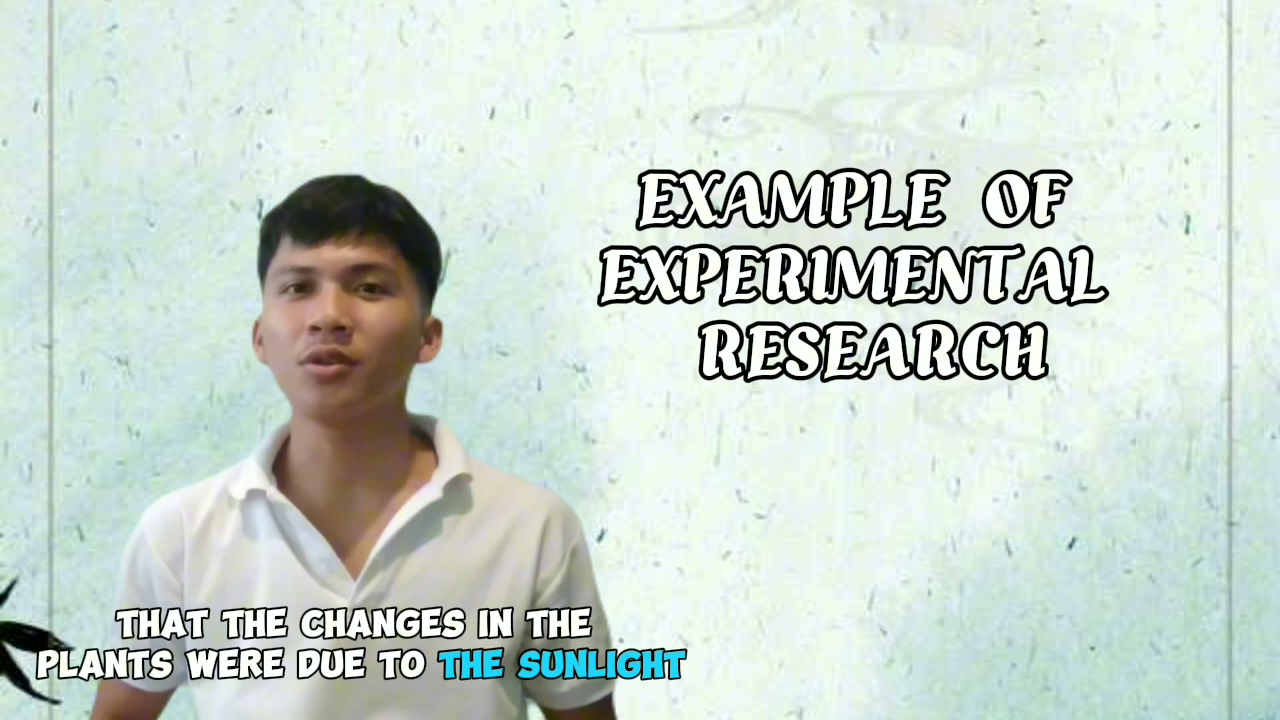 EXAMPLE OF
EXPERIMENTAL
RESEARCH
THAT THE CHANGES IN THE
PLANTS WERE DUE TO THE SUNLIGHT